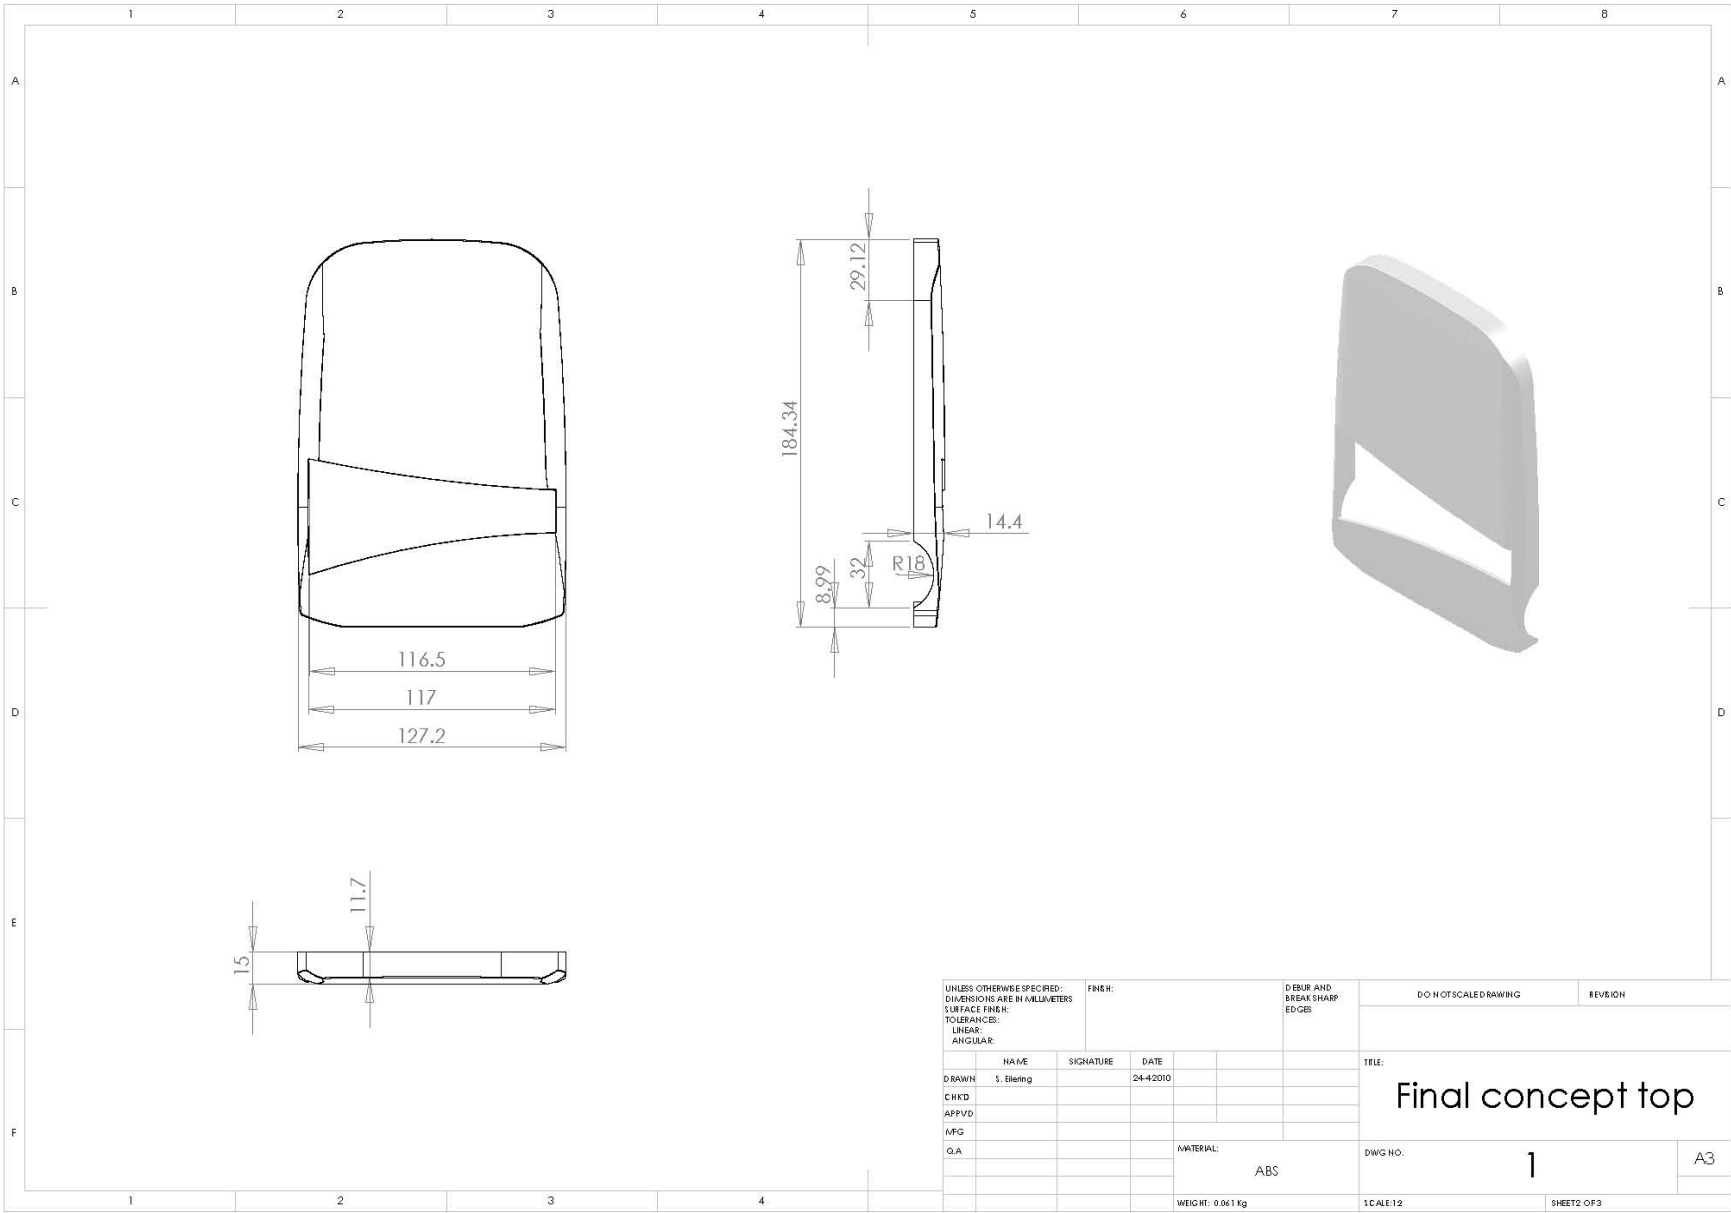 1 2 3 4 5 6 7 8
A A
B B
C C
D D
E
F
29.12
184.34
14.4
R18
32
8.99
116.5
117
127.2
11.7
15
UNLESS OTHERWISE SPECIFIED:
DIMENSIONS ARE IN MILLIMETERS
SURFACE FINISH:
TOLERANCES:
LINEAR:
ANGULAR:
FINISH:
DEBUR AND
BREAK SHARP
EDGES
DO NOT SCALE DRAWING
REVISION
NAME SIGNATURE DATE
DRAWN S. Eilering 24-4-2010
CHK'D
APPV'D
MFG
Q.A
TITLE:
Final concept top
MATERIAL:
ABS
DWG NO.
1
A3
WEIGHT: 0.061 Kg
SCALE:1:2
SHEET 2 OF 3
1 2 3 4